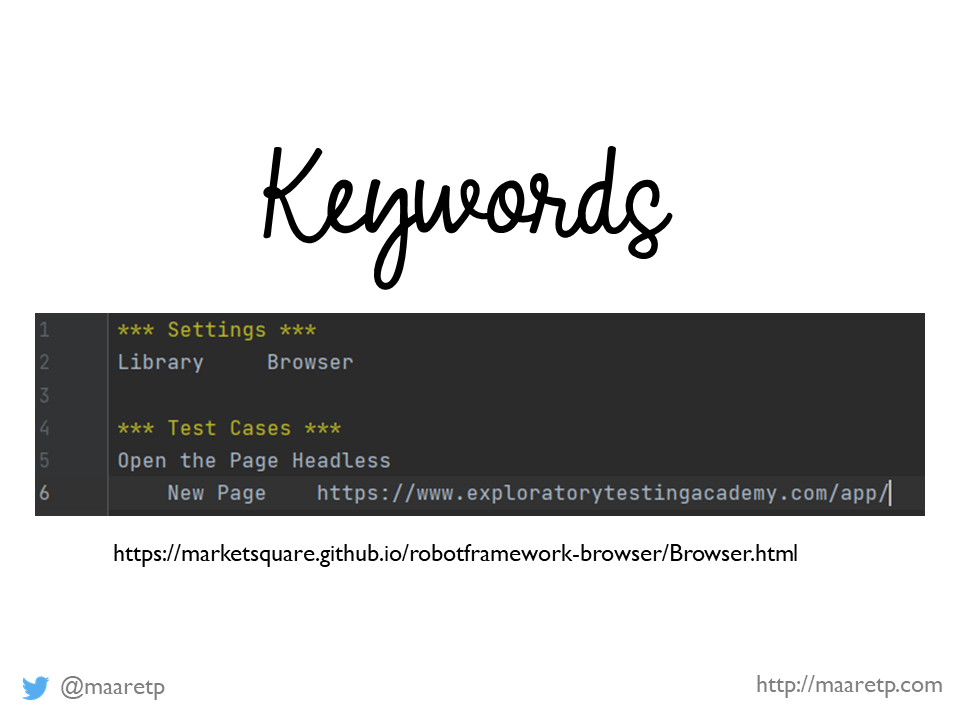 Keywords
1 *** Settings ***
2 Library     Browser
3
4 *** Test Cases ***
5 Open the Page Headless
6     New Page    https://www.exploratorytestingacademy.com/app/
https://marketsquare.github.io/robotframework-browser/Browser.html
@maaretp
http://maaretp.com